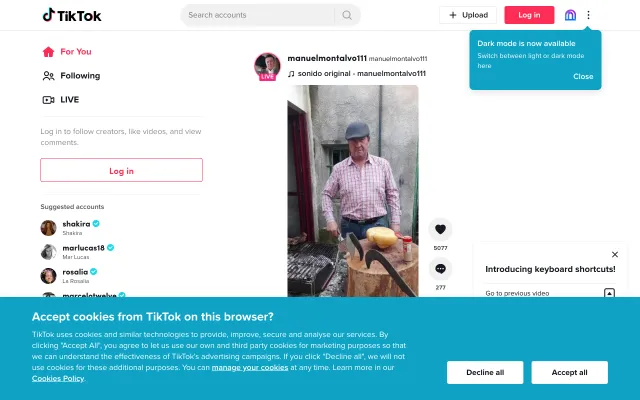 TikTok
Search accounts
Upload
Log in
Dark mode is now available
Switch between light or dark mode
here
Close
For You
Following
LIVE
Log in to follow creators, like videos, and view
comments.
Log in
Suggested accounts
shakira
Shakira
marlucas18
Mar Lucas
rosalia
La Rosalia
marcelotwelve
LIVE
manuelmontalvo111 manuelmontalvo111
sonido original - manuelmontalvo111
5077
277
Introducing keyboard shortcuts!
Go to previous video
Accept cookies from TikTok on this browser?
TikTok uses cookies and similar technologies to provide, improve, secure and analyse our services. By
clicking "Accept All", you agree to let us use our own and third party cookies for marketing purposes so that
we can understand the effectiveness of TikTok's advertising campaigns. If you click "Decline all", we will
not use cookies for these additional purposes. You can manage your cookies at any time. Learn more in our
Cookies Policy.
Decline all
Accept all